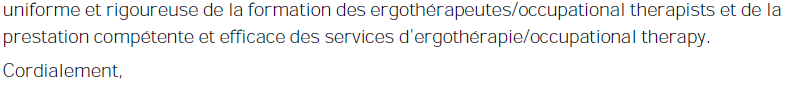 uniforme et rigoureuse de la formation des ergothérapeutes/occupational therapists et de la
prestation compétente et efficace des services d'ergothérapie/occupational therapy.
Cordialement,